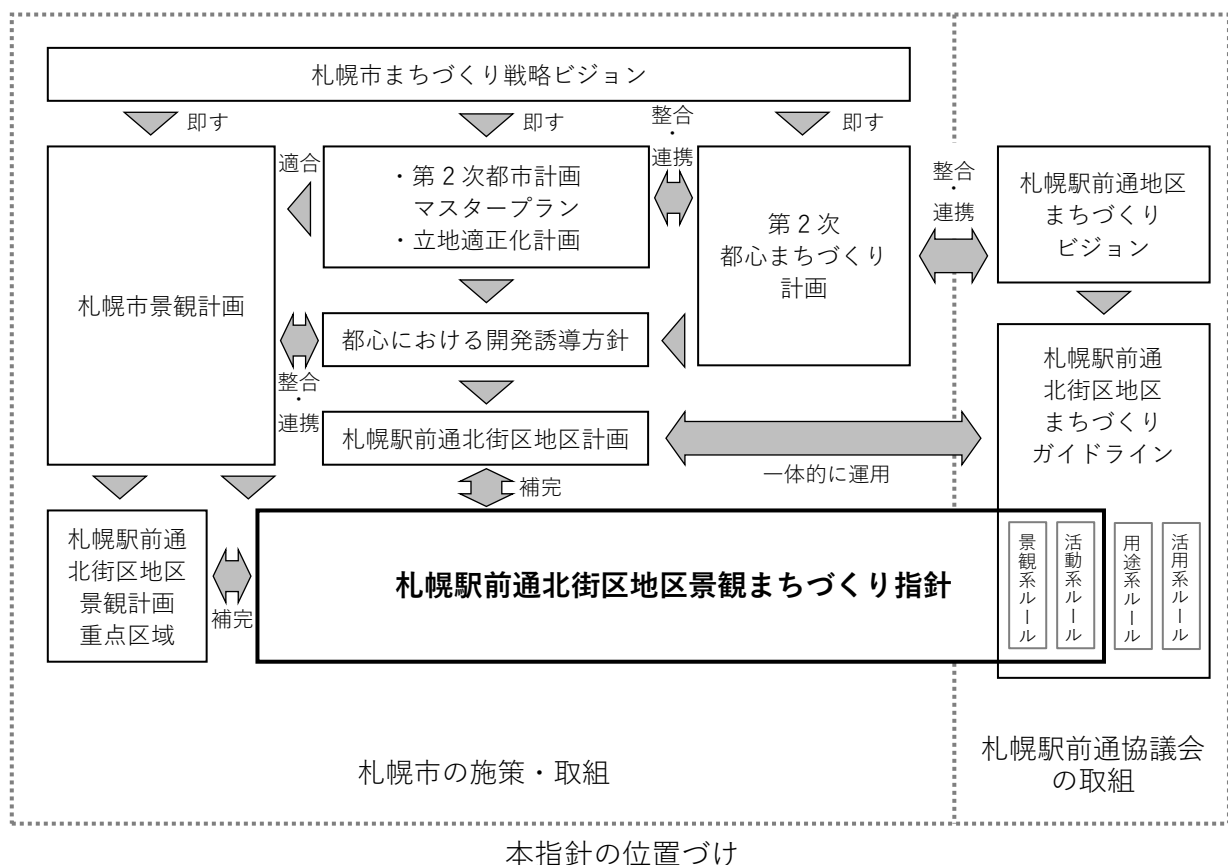 札幌市まちづくり戦略ビジョン
即す
即す
整合
・
連携
即す
札幌市景観計画
適合
・第2次都市計画
マスタープラン
・立地適正化計画
第2次
都心まちづくり
計画
整合
・
連携
札幌駅前通地区
まちづくり
ビジョン
都心における開発誘導方針
整合
・
連携
札幌駅前通北街区地区計画
一体的に運用
札幌駅前通
北街区地区
まちづくり
ガイドライン
補完
札幌駅前通
北街区地区
景観計画
重点区域
補完
札幌駅前通北街区地区景観まちづくり指針
景観系ルール
活動系ルール
用途系ルール
活用系ルール
札幌市の施策・取組
札幌駅前通協議会
の取組
本指針の位置づけ